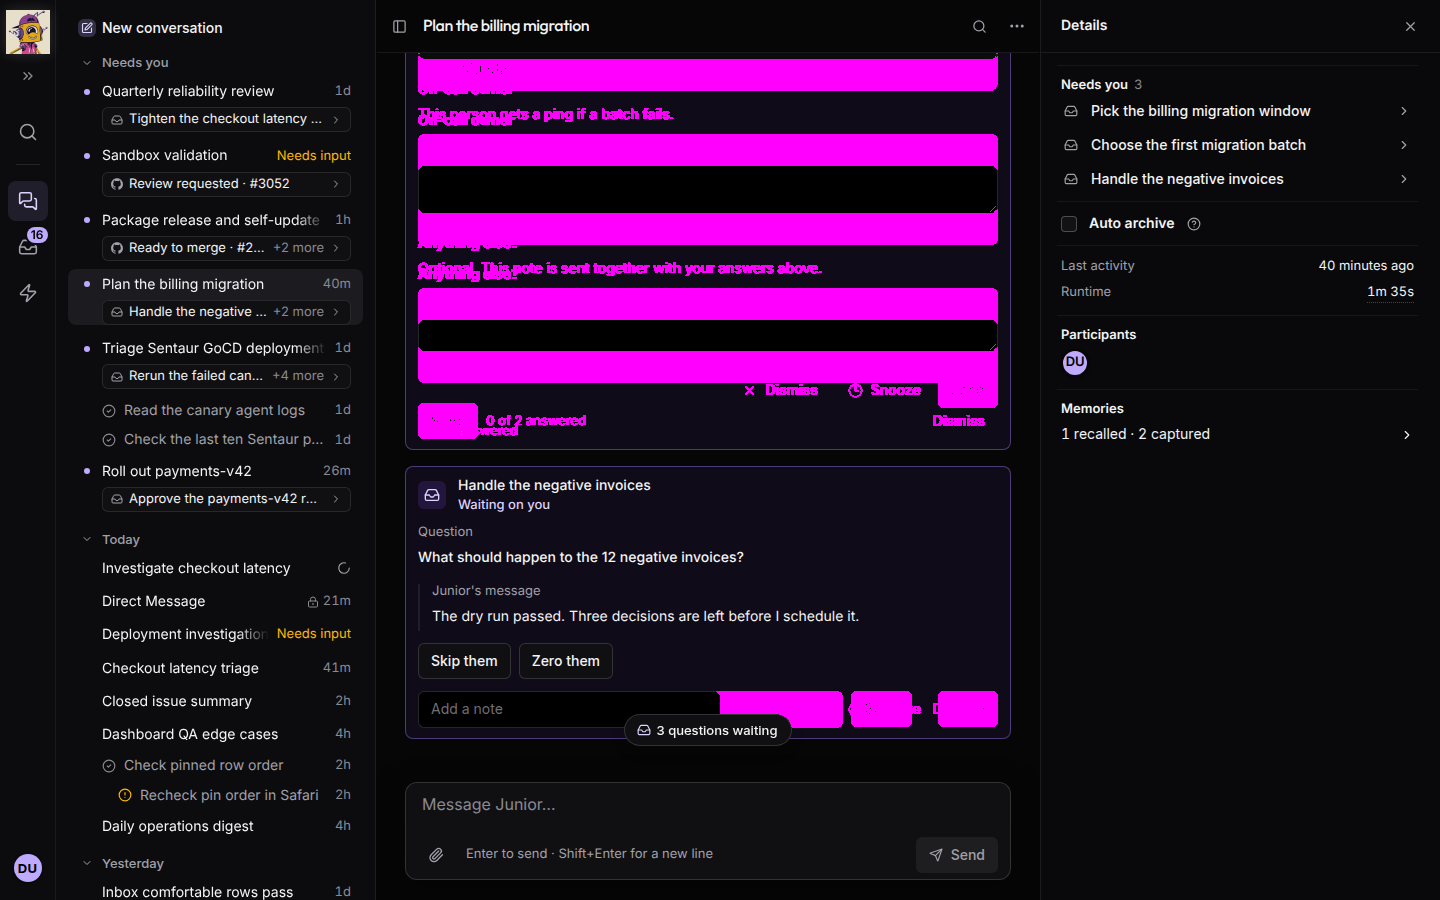 New conversation
Needs you
Quarterly reliability review 1d
Tighten the checkout latency ...
Sandbox validation Needs input
Review requested · #3052
Package release and self-update 1h
Ready to merge · #2... +2 more
Plan the billing migration 40m
Handle the negative ... +2 more
Triage Sentaur GoCD deployment 1d
Rerun the failed can... +4 more
Read the canary agent logs 1d
Check the last ten Sentaur p... 1d
Roll out payments-v42 26m
Approve the payments-v42 r...
Today
Investigate checkout latency
Direct Message 21m
Deployment investigation Needs input
Checkout latency triage 41m
Closed issue summary 2h
Dashboard QA edge cases 4h
Check pinned row order 2h
Recheck pin order in Safari 2h
Daily operations digest 4h
Yesterday
Inbox comfortable rows pass 1d
16
DU
Plan the billing migration
This person gets a ping if a batch fails.
Optional. This note is sent together with your answers above.
Anything else?
Dismiss Snooze
0 of 2 answered Dismiss
Handle the negative invoices
Waiting on you
Question
What should happen to the 12 negative invoices?
Junior's message
The dry run passed. Three decisions are left before I schedule it.
Skip them Zero them
Add a note
3 questions waiting
Message Junior...
Enter to send · Shift+Enter for a new line
Send
Details
Needs you 3
Pick the billing migration window
Choose the first migration batch
Handle the negative invoices
Auto archive
Last activity 40 minutes ago
Runtime 1m 35s
Participants
DU
Memories
1 recalled · 2 captured